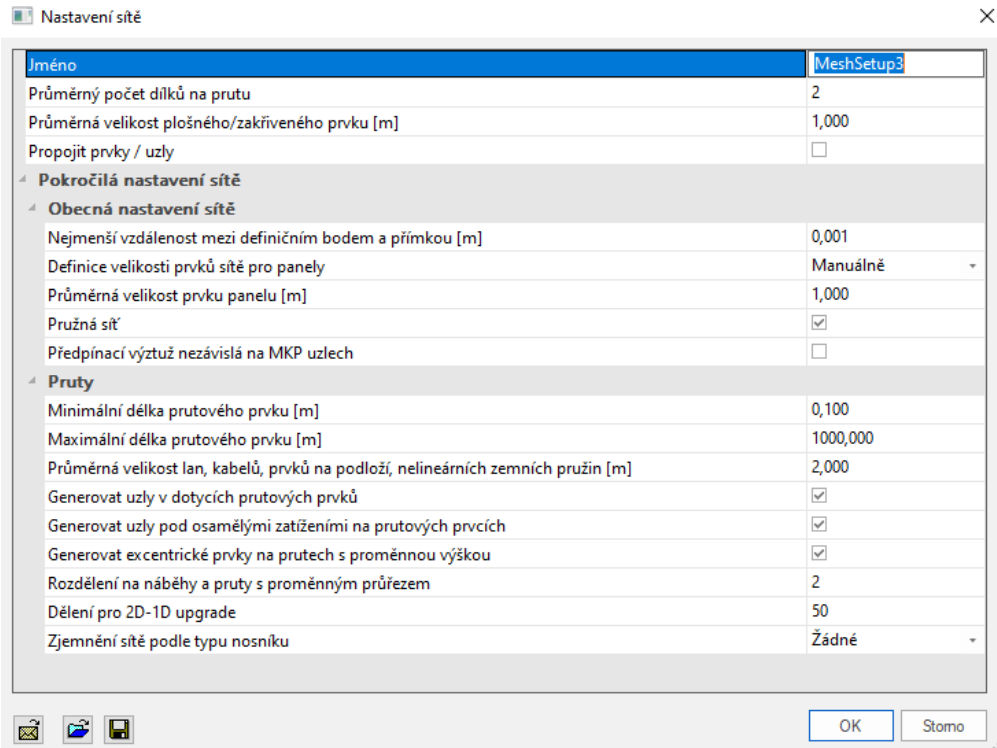 Nastavení sítě
Jméno MeshSetup3
Průměrný počet dílků na prutu 2
Průměrná velikost plošného/zakřiveného prvku [m] 1,000
Propojit prvky / uzly
Pokročilá nastavení sítě
Obecná nastavení sítě
Nejmenší vzdálenost mezi definičním bodem a přímkou [m] 0,001
Definice velikosti prvků sítě pro panely Manuálně
Průměrná velikost prvku panelu [m] 1,000
Pružná síť
Předpínací výztuž nezávislá na MKP uzlech
Pruty
Minimální délka prutového prvku [m] 0,100
Maximální délka prutového prvku [m] 1000,000
Průměrná velikost lan, kabelů, prvků na podloží, nelineárních zemních pružin [m] 2,000
Generovat uzly v dotycích prutových prvků
Generovat uzly pod osamělými zatíženími na prutových prvcích
Generovat excentrické prvky na prutech s proměnnou výškou
Rozdělení na náběhy a pruty s proměnným průřezem 2
Dělení pro 2D-1D upgrade 50
Zjemnění sítě podle typu nosníku Žádné
OK Storno